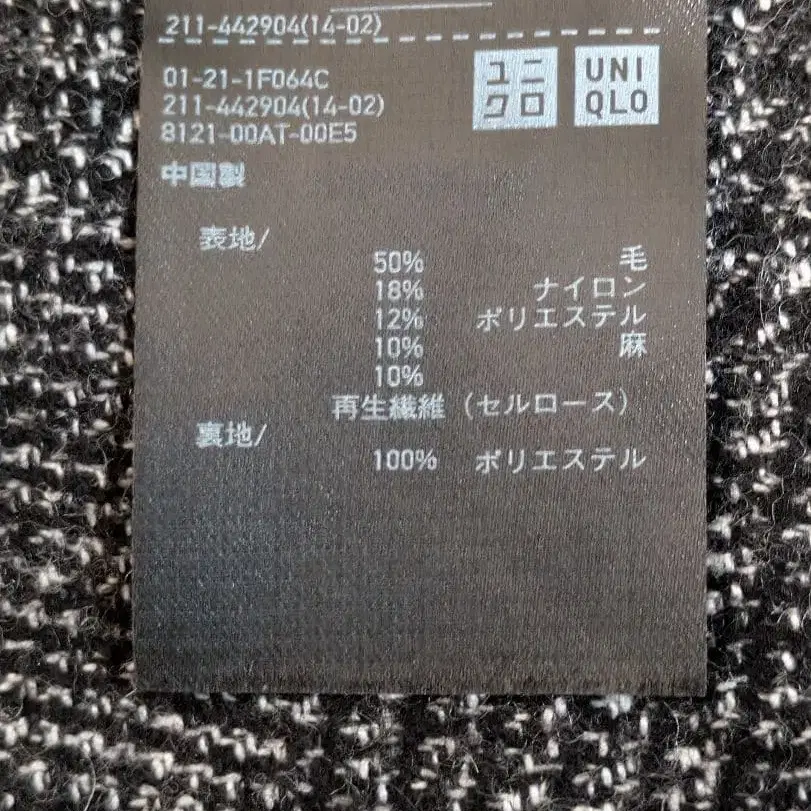 211-442904(14-02)
01-21-1F064C
211-442904(14-02)
8121-00AT-00E5
ユニ
クロ
UNI
QLO
中国製
表地/
50% 毛
18% ナイロン
12% ポリエステル
10% 麻
10%
再生繊維（セルロース）
裏地/
100% ポリエステル